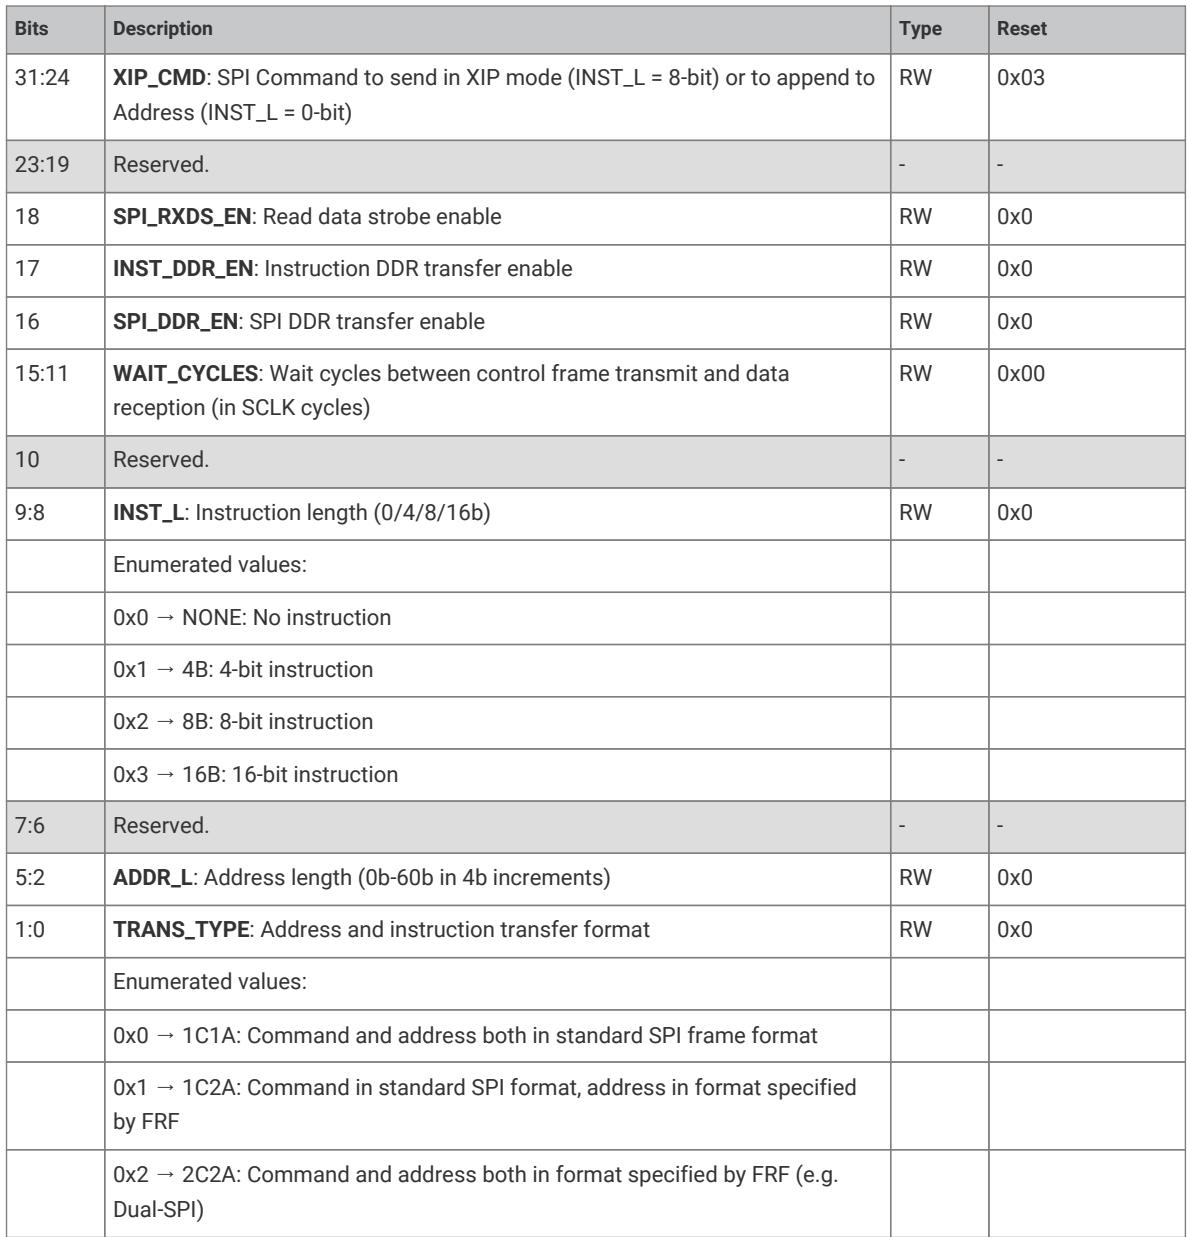 Bits Description Type Reset
31:24 XIP_CMD: SPI Command to send in XIP mode (INST_L = 8-bit) or to append to RW 0x03
Address (INST_L = 0-bit)
23:19 Reserved. - -
18 SPI_RXDS_EN: Read data strobe enable RW 0x0
17 INST_DDR_EN: Instruction DDR transfer enable RW 0x0
16 SPI_DDR_EN: SPI DDR transfer enable RW 0x0
15:11 WAIT_CYCLES: Wait cycles between control frame transmit and data RW 0x00
reception (in SCLK cycles)
10 Reserved. - -
9:8 INST_L: Instruction length (0/4/8/16b) RW 0x0
Enumerated values:
0x0 → NONE: No instruction
0x1 → 4B: 4-bit instruction
0x2 → 8B: 8-bit instruction
0x3 → 16B: 16-bit instruction
7:6 Reserved. - -
5:2 ADDR_L: Address length (0b-60b in 4b increments) RW 0x0
1:0 TRANS_TYPE: Address and instruction transfer format RW 0x0
Enumerated values:
0x0 → 1C1A: Command and address both in standard SPI frame format
0x1 → 1C2A: Command in standard SPI format, address in format specified
by FRF
0x2 → 2C2A: Command and address both in format specified by FRF (e.g.
Dual-SPI)